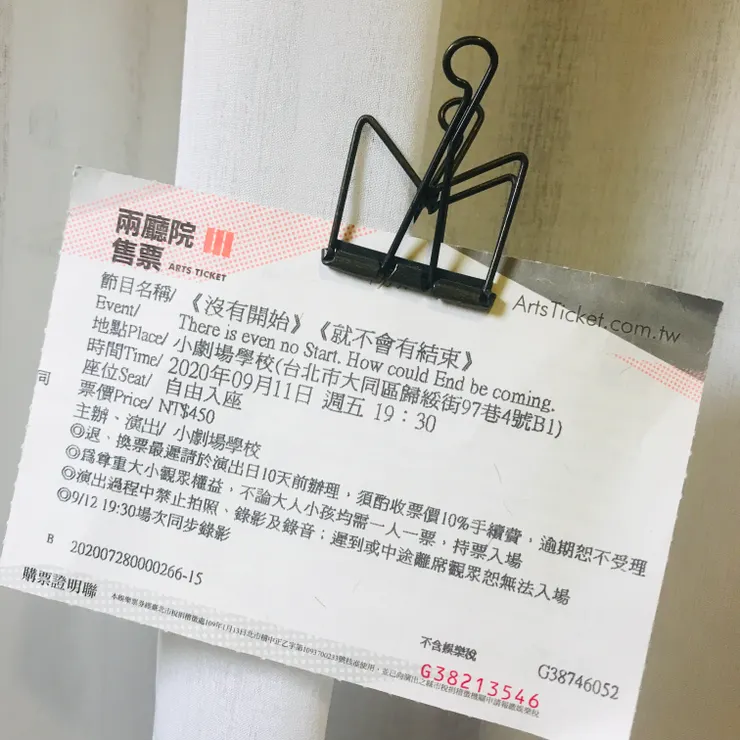 兩廳院
售票 ARTS TICKET
ArtsTicket.com.tw
節目名稱/ 《沒有開始》《就不會有結束》
Event/ There is even no Start. How could End be coming.
地點Place/ 小劇場學校(台北市大同區歸綏街97巷4號B1)
時間Time/ 2020年09月11日 週五 19:30
座位Seat/ 自由入座
票價Price/ NT$450
司
主辦、演出/ 小劇場學校
◎退、換票最遲請於演出日10天前辦理，須酌收票價10%手續費，逾期恕不受理
◎為尊重大小觀眾權益，不論大人小孩均需一人一票，持票入場
◎演出過程中禁止拍照、錄影及錄音；遲到或中途離席觀眾恕無法入場
◎9/12 19:30場次同步錄影
B 202007280000266-15
購票證明聯
不含娛樂稅
G38213546
G38746052